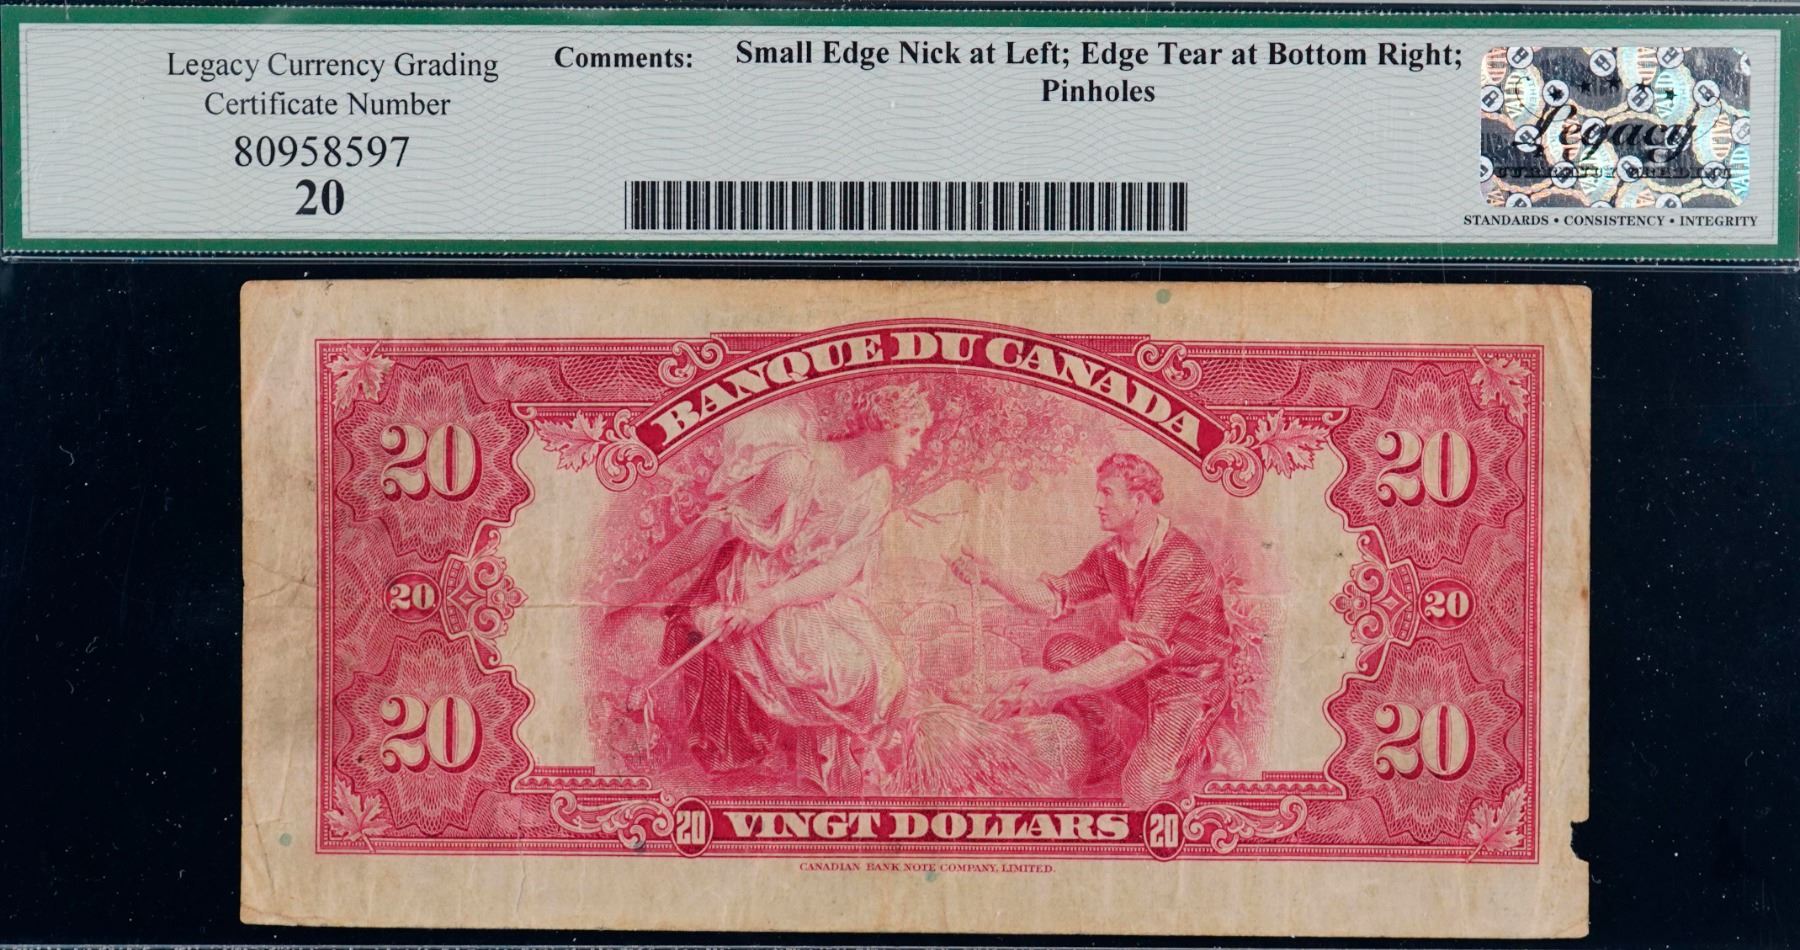 Legacy Currency Grading
Certificate Number
80958597
20
Comments: Small Edge Nick at Left; Edge Tear at Bottom Right;
Pinholes
Legacy
CURRENCY GRADING
STANDARDS • CONSISTENCY • INTEGRITY
BANQUE DU CANADA
20 20
20 20
20 20
20 VINGT DOLLARS 20
CANADIAN BANK NOTE COMPANY, LIMITED.